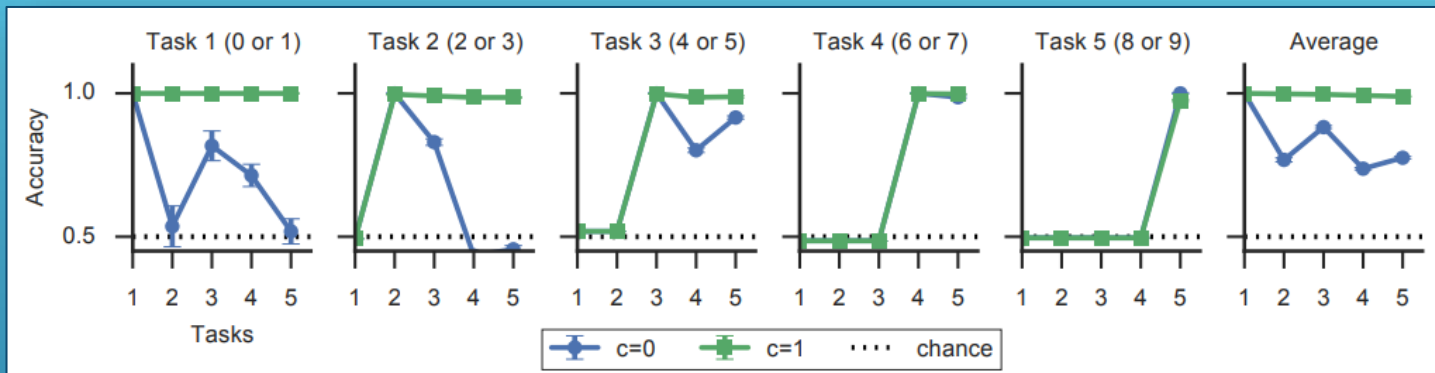 Task 1 (0 or 1)
Task 2 (2 or 3)
Task 3 (4 or 5)
Task 4 (6 or 7)
Task 5 (8 or 9)
Average
Accuracy
1.0
0.5
1 2 3 4 5
1 2 3 4 5
1 2 3 4 5
1 2 3 4 5
1 2 3 4 5
1 2 3 4 5
Tasks
c=0 c=1 chance